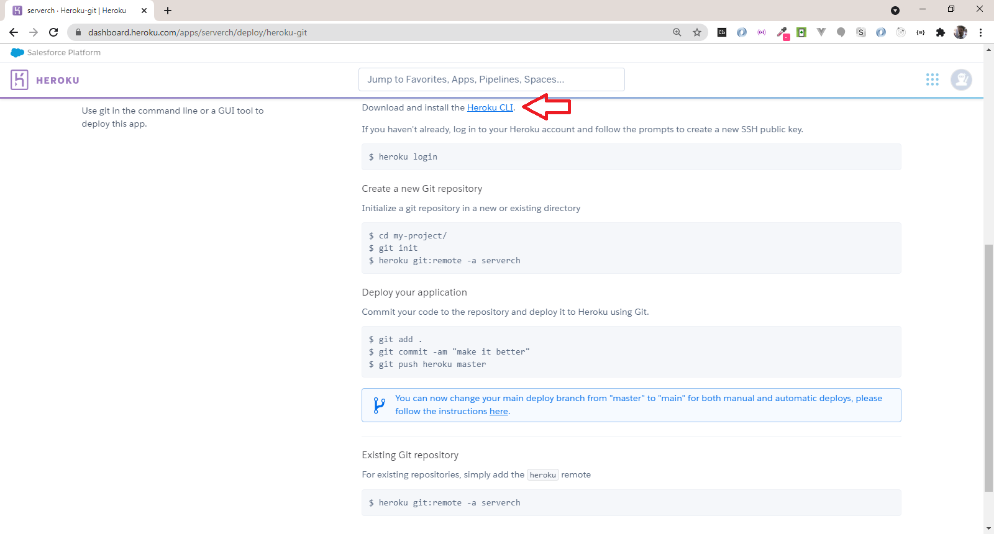 serverch · Heroku-git | Heroku
dashboard.heroku.com/apps/serverch/deploy/heroku-git
Salesforce Platform
HEROKU
Jump to Favorites, Apps, Pipelines, Spaces...
Use git in the command line or a GUI tool to
deploy this app.
Download and install the Heroku CLI.
If you haven't already, log in to your Heroku account and follow the prompts to create a new SSH public key.
$ heroku login
Create a new Git repository
Initialize a git repository in a new or existing directory
$ cd my-project/
$ git init
$ heroku git:remote -a serverch
Deploy your application
Commit your code to the repository and deploy it to Heroku using Git.
$ git add .
$ git commit -am "make it better"
$ git push heroku master
You can now change your main deploy branch from "master" to "main" for both manual and automatic deploys, please
follow the instructions here.
Existing Git repository
For existing repositories, simply add the heroku remote
$ heroku git:remote -a serverch